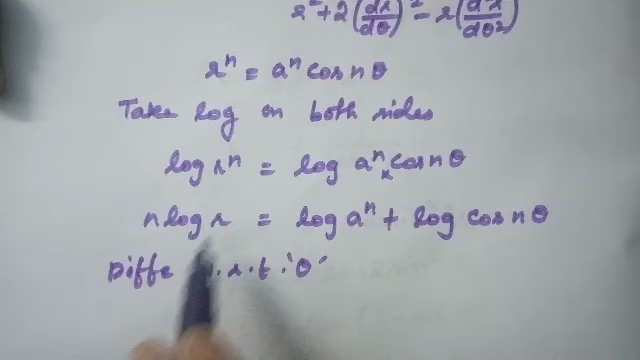 r² + 2(dr/dθ)² = r(d²r/dθ²)
rⁿ = aⁿ cos nθ
Take log on both sides
log rⁿ = log aⁿ × cos nθ
n log r = log aⁿ + log cos nθ
Diffe .r.t. 'θ'